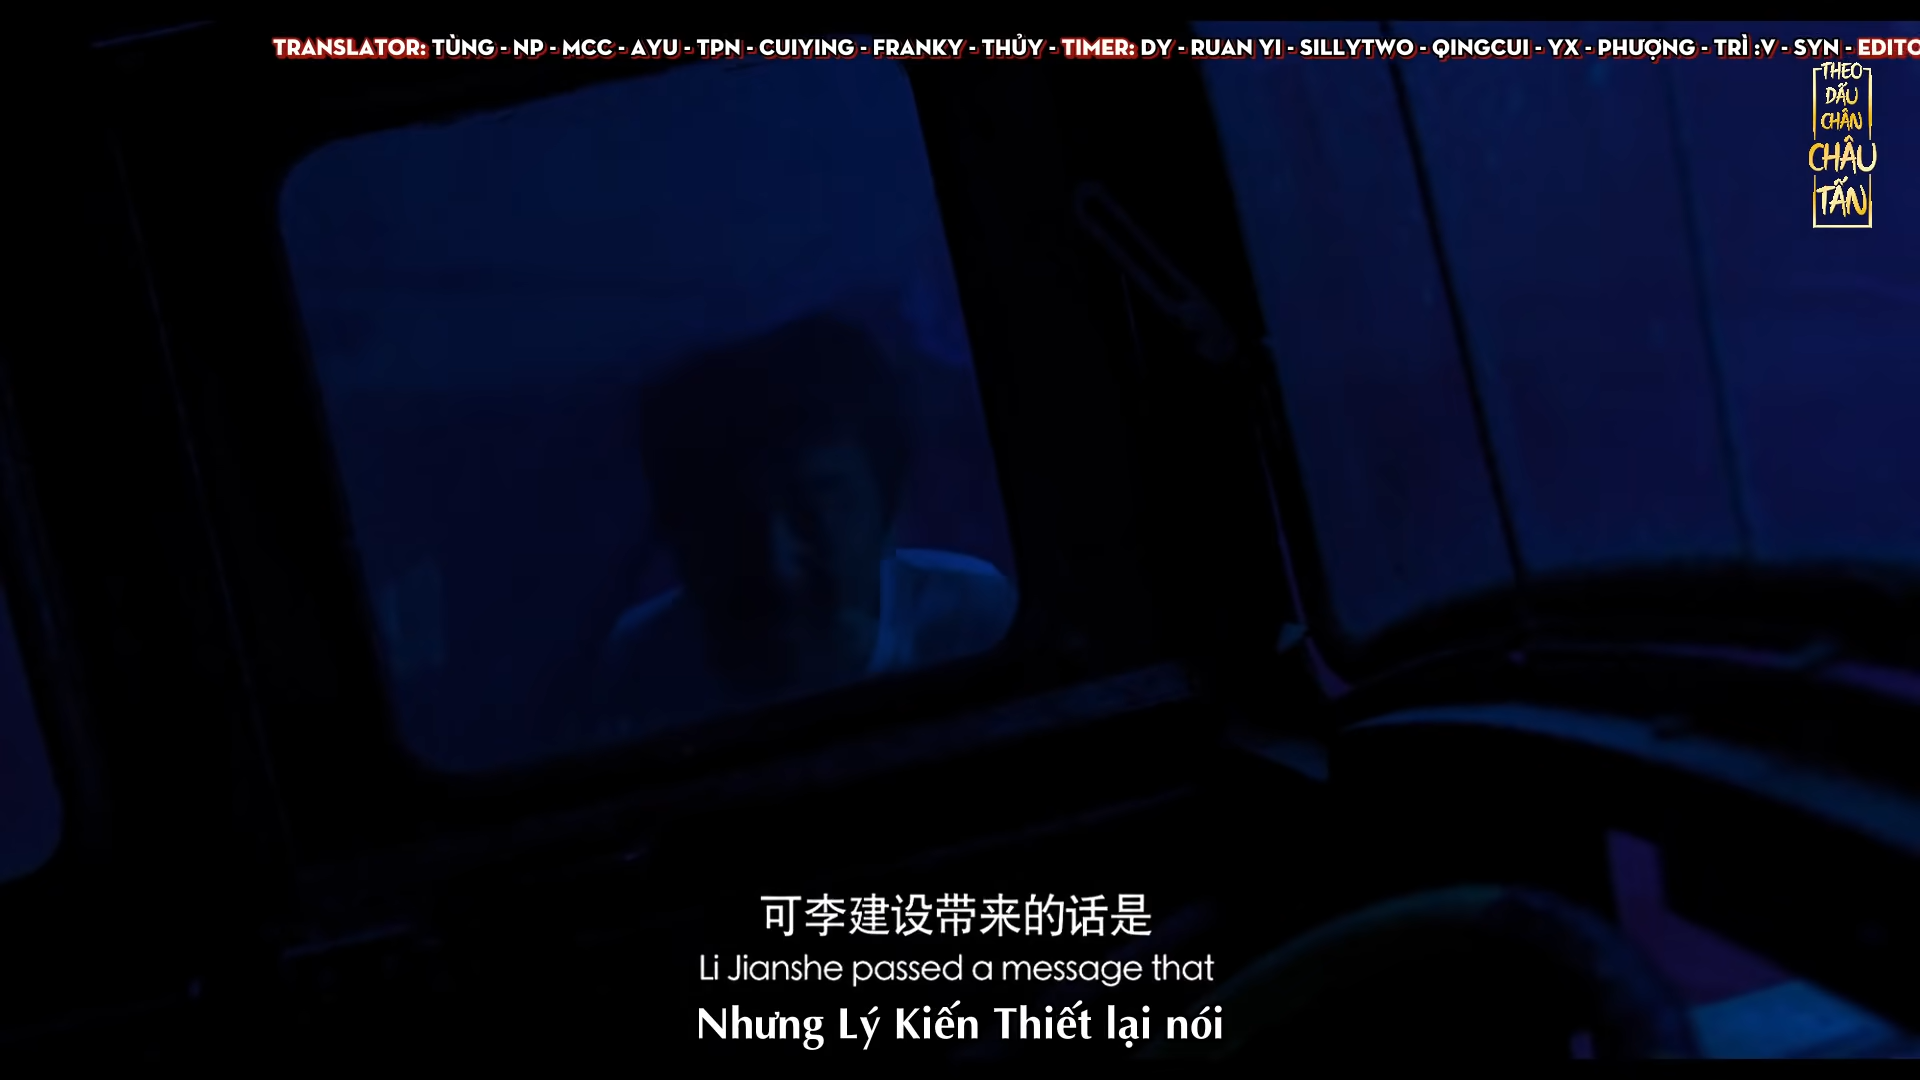 TRANSLATOR: TÙNG - NP - MCC - AYU - TPN - CUIYING - FRANKY - THỦY - TIMER: DY - RUAN YI - SILLYTWO - QINGCUI - YX - PHƯỢNG - TRÌ :V - SYN - EDITO
THEO
DẤU
CHÂN
CHÂU
TẤN
可李建设带来的话是
Li Jianshe passed a message that
Nhưng Lý Kiến Thiết lại nói